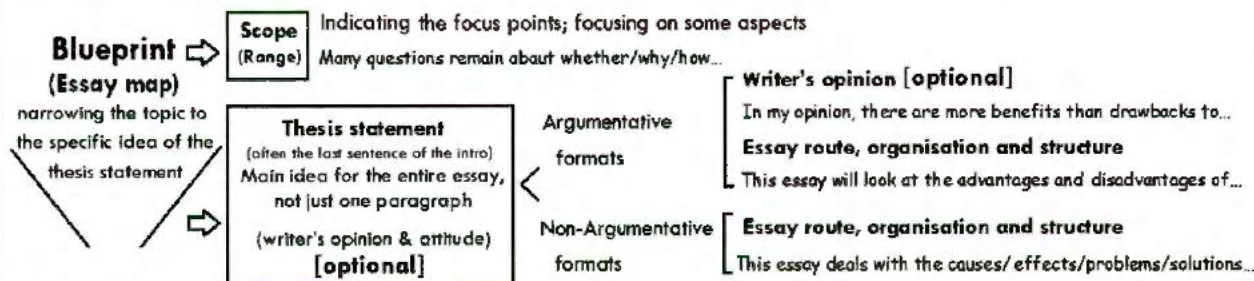 Blueprint
(Essay map)
narrowing the topic to
the specific idea of the
thesis statement
Scope
(Range)
Indicating the focus points; focusing on some aspects
Many questions remain about whether/why/how...
Thesis statement
(often the last sentence of the intro)
Main idea for the entire essay,
not just one paragraph
(writer's opinion & attitude)
[optional]
Argumentative
formats
Writer's opinion [optional]
In my opinion, there are more benefits than drawbacks to...
Essay route, organisation and structure
This essay will look at the advantages and disadvantages of...
Non-Argumentative
formats
Essay route, organisation and structure
This essay deals with the causes/effects/problems/solutions...